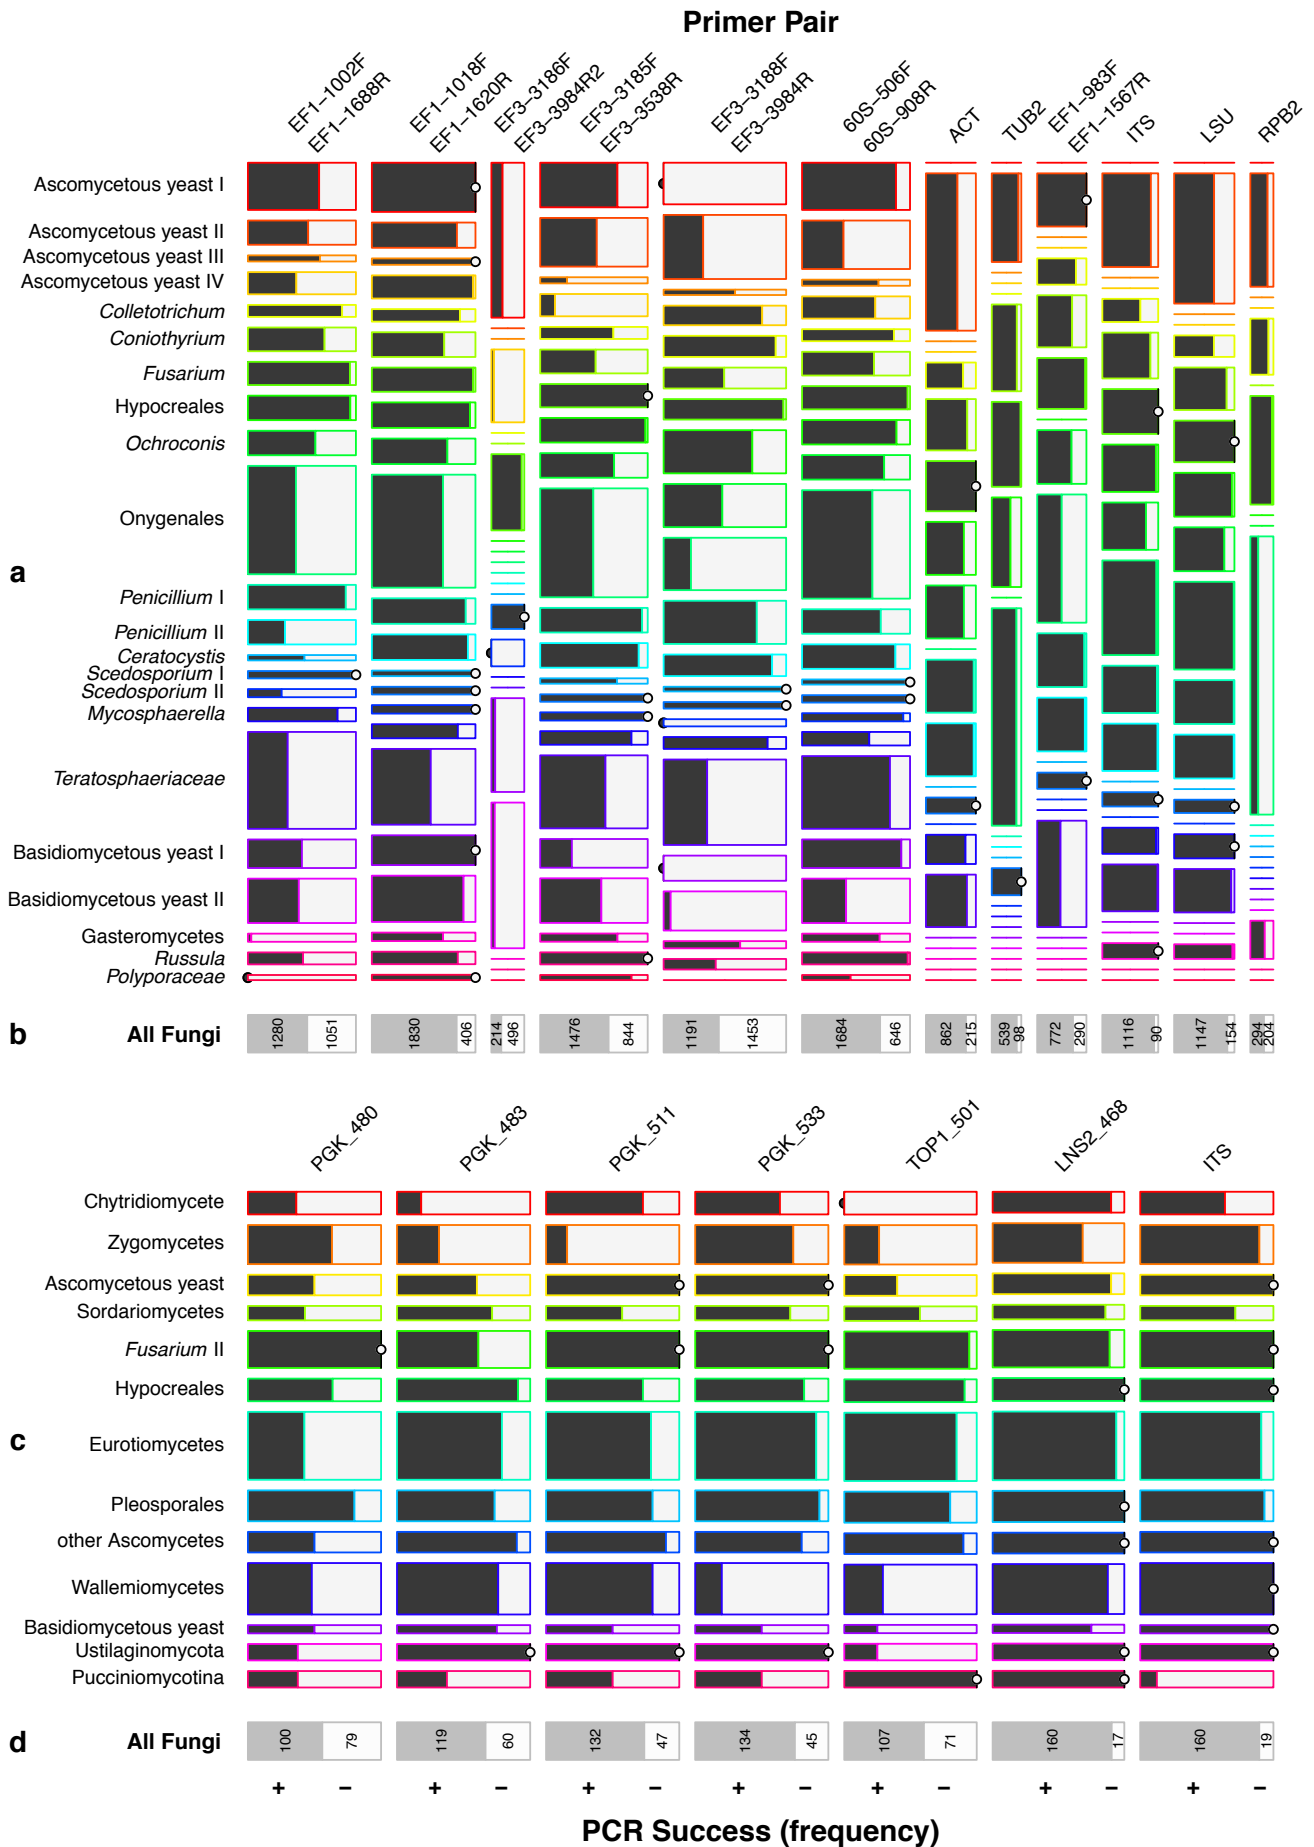 Primer Pair
EF1−1002F
EF1−1688R
EF1−1018F
EF1−1620R
EF3−3186F
EF3−3984R2
EF3−3185F
EF3−3538R
EF3−3188F
EF3−3984R
60S−506F
60S−908R
ACT
TUB2
EF1−983F
EF1−1567R
ITS
LSU
RPB2
Ascomycetous yeast I
Ascomycetous yeast II
Ascomycetous yeast III
Ascomycetous yeast IV
Colletotrichum
Coniothyrium
Fusarium
Hypocreales
Ochroconis
Onygenales
a
Penicillium I
Penicillium II
Ceratocystis
Scedosporium I
Scedosporium II
Mycosphaerella
Teratosphaeriaceae
Basidiomycetous yeast I
Basidiomycetous yeast II
Gasteromycetes
Russula
Polyporaceae
b All Fungi 1280 1051 1830 406 214 496 1476 844 1191 1453 1684 646 862 215 539 98 772 290 1116 90 1147 154 294 204
PGK_480 PGK_483 PGK_511 PGK_533 TOP1_501 LNS2_468 ITS
Chytridiomycete
Zygomycetes
Ascomycetous yeast
Sordariomycetes
Fusarium II
Hypocreales
c Eurotiomycetes
Pleosporales
other Ascomycetes
Wallemiomycetes
Basidiomycetous yeast
Ustilaginomycota
Pucciniomycotina
d All Fungi 100 79 119 60 132 47 134 45 107 71 160 17 160 19
+ − + − + − + − + − + − + −
PCR Success (frequency)